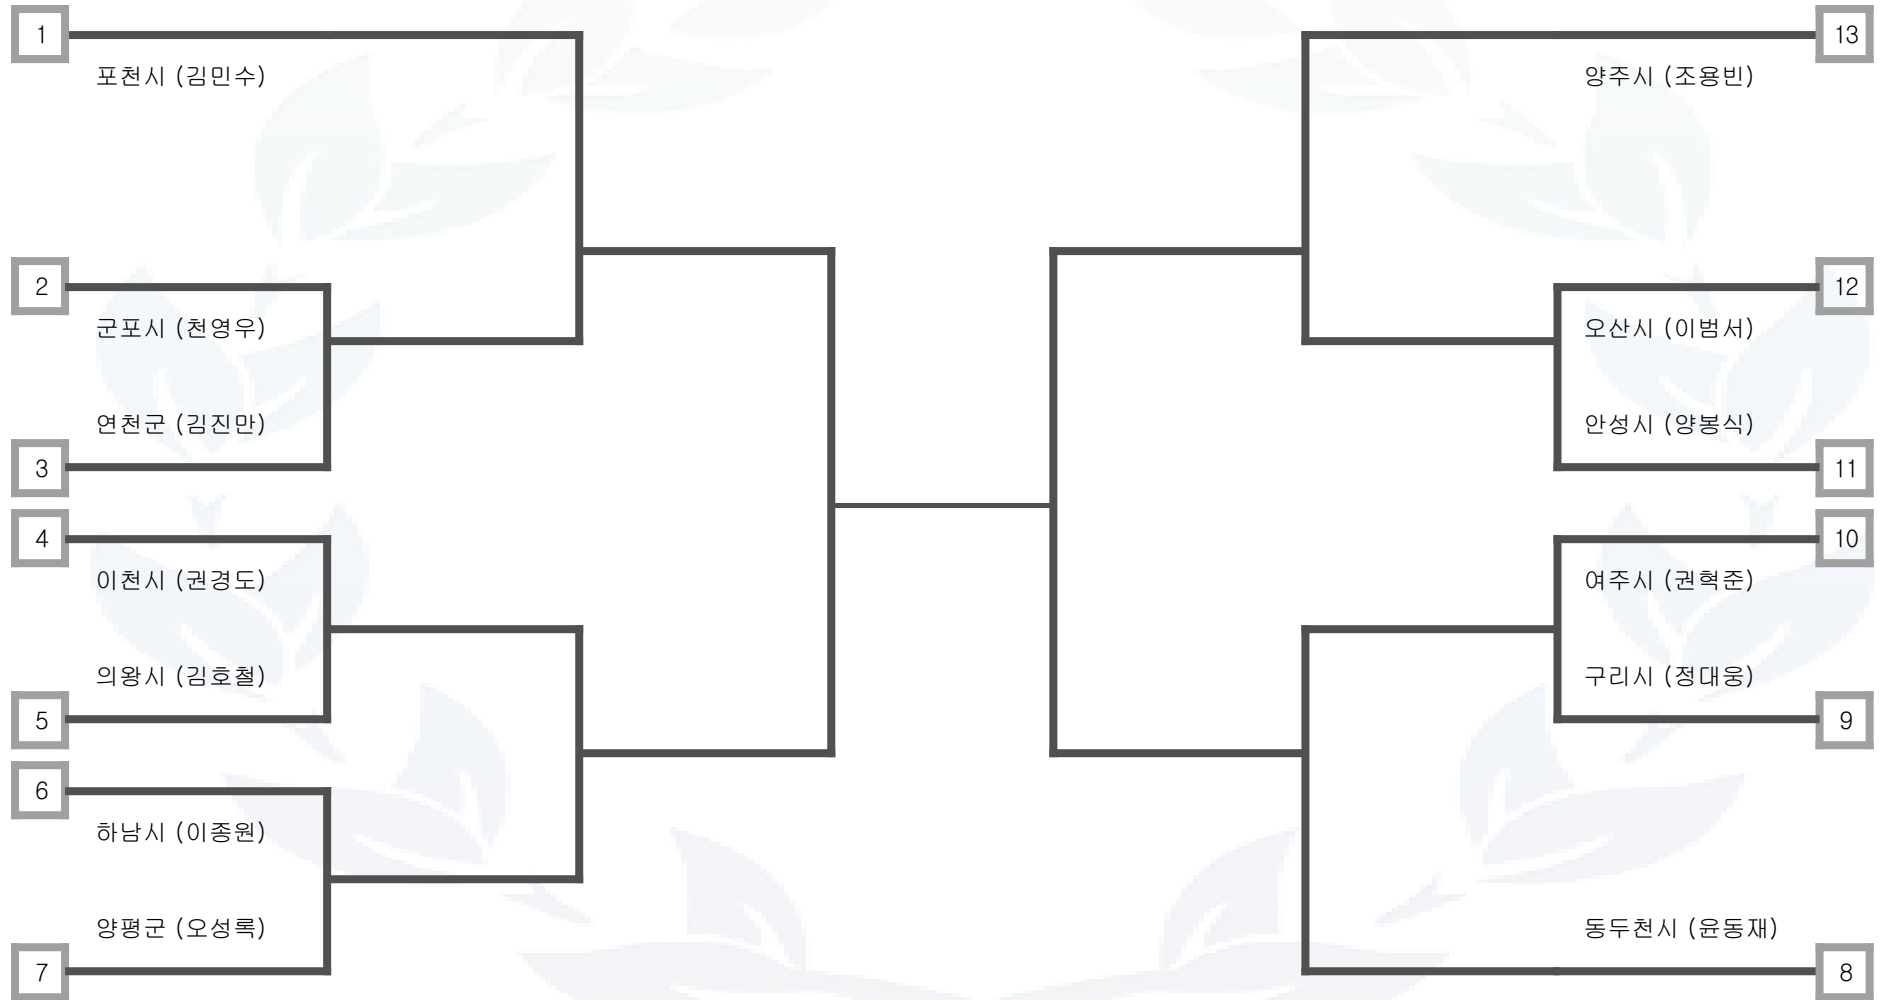 1
포천시 (김민수)
2
군포시 (천영우)
연천군 (김진만)
3
4
이천시 (권경도)
의왕시 (김호철)
5
6
하남시 (이종원)
양평군 (오성록)
7
13
양주시 (조용빈)
12
오산시 (이범서)
안성시 (양봉식)
11
10
여주시 (권혁준)
구리시 (정대웅)
9
동두천시 (윤동재)
8